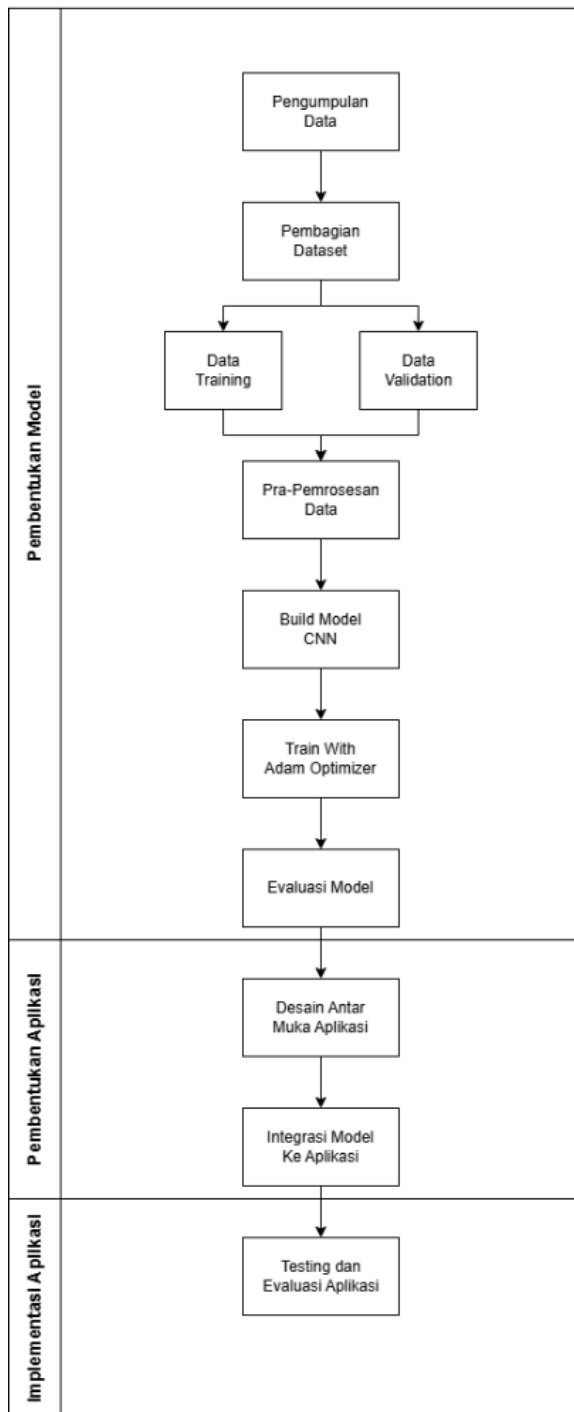 Pembentukan Model
Pengumpulan
Data
Pembagian
Dataset
Data
Training
Data
Validation
Pra-Pemrosesan
Data
Build Model
CNN
Train With
Adam Optimizer
Evaluasi Model
Pembentukan Aplikasi
Desain Antar
Muka Aplikasi
Integrasi Model
Ke Aplikasi
Implementasi Aplikasi
Testing dan
Evaluasi Aplikasi